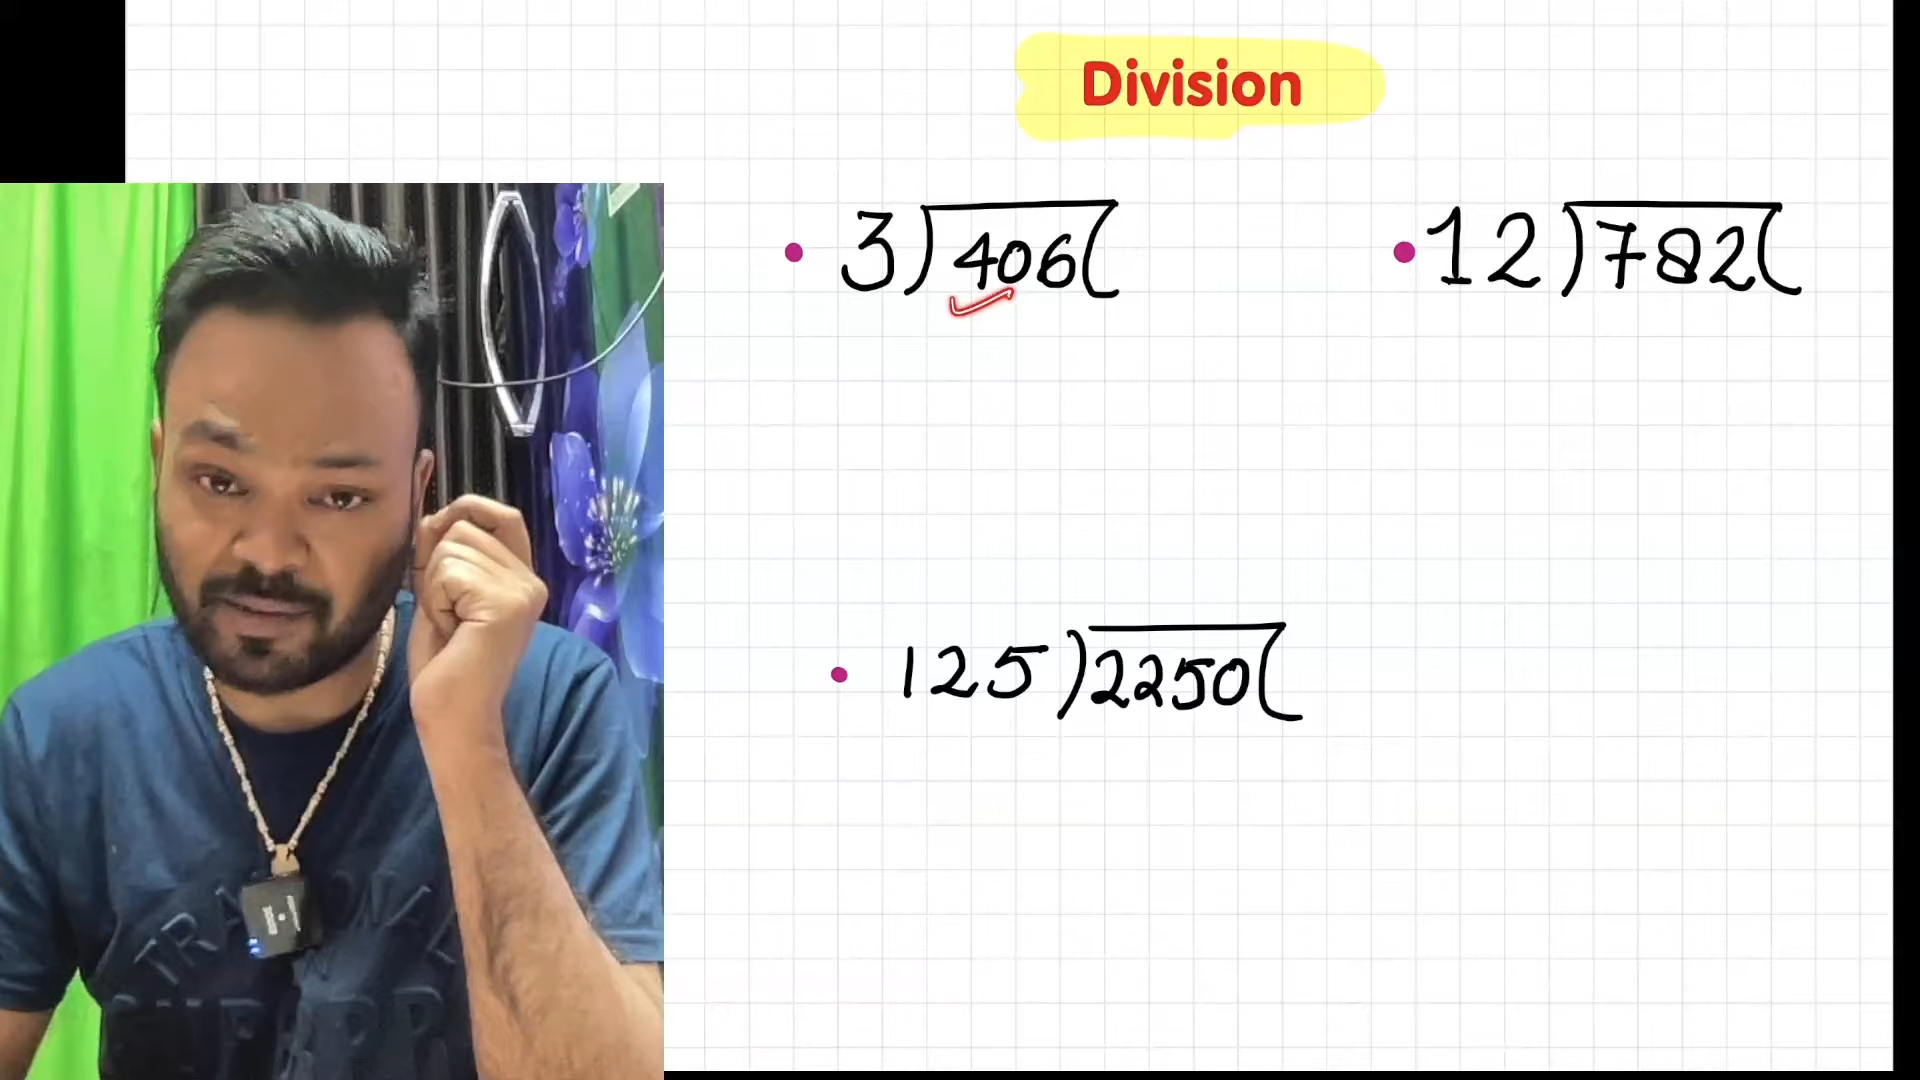 Division
• 3)406(
• 12)782(
• 125)2250(